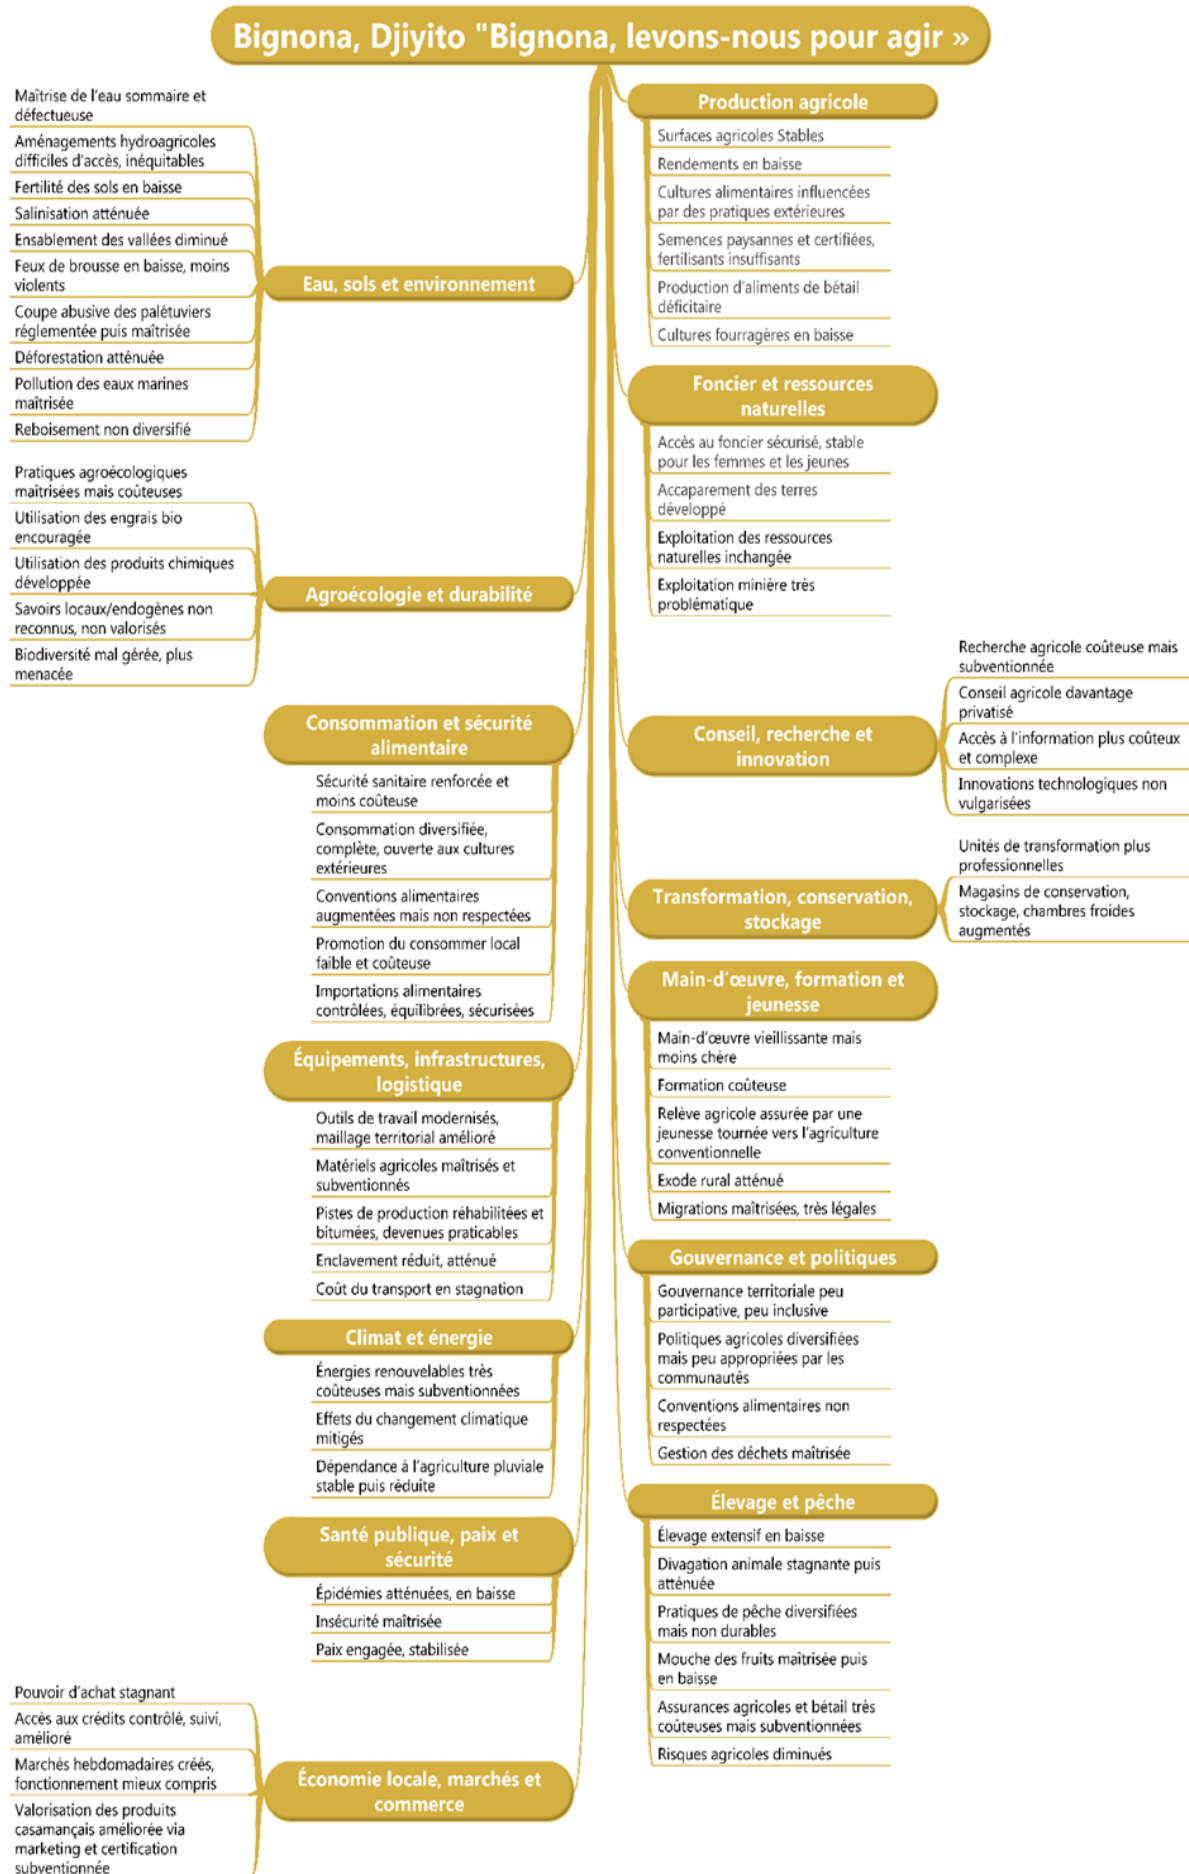 Bignona, Djiyito "Bignona, levons-nous pour agir »
Maîtrise de l'eau sommaire et
défectueuse
Aménagements hydroagricoles
difficiles d'accès, inéquitables
Fertilité des sols en baisse
Salinisation atténuée
Ensablement des vallées diminué
Feux de brousse en baisse, moins
violents
Coupe abusive des palétuviers
réglementée puis maîtrisée
Déforestation atténuée
Pollution des eaux marines
maîtrisée
Reboisement non diversifié
Eau, sols et environnement
Pratiques agroécologiques
maîtrisées mais coûteuses
Utilisation des engrais bio
encouragée
Utilisation des produits chimiques
développée
Savoirs locaux/endogènes non
reconnus, non valorisés
Biodiversité mal gérée, plus
menacée
Agroécologie et durabilité
Consommation et sécurité
alimentaire
Sécurité sanitaire renforcée et
moins coûteuse
Consommation diversifiée,
complète, ouverte aux cultures
extérieures
Conventions alimentaires
augmentées mais non respectées
Promotion du consommer local
faible et coûteuse
Importations alimentaires
contrôlées, équilibrées, sécurisées
Équipements, infrastructures,
logistique
Outils de travail modernisés,
maillage territorial amélioré
Matériels agricoles maîtrisés et
subventionnés
Pistes de production réhabilitées et
bitumées, devenues praticables
Enclavement réduit, atténué
Coût du transport en stagnation
Climat et énergie
Énergies renouvelables très
coûteuses mais subventionnées
Effets du changement climatique
mitigés
Dépendance à l'agriculture pluviale
stable puis réduite
Santé publique, paix et
sécurité
Épidémies atténuées, en baisse
Insécurité maîtrisée
Paix engagée, stabilisée
Pouvoir d'achat stagnant
Accès aux crédits contrôlé, suivi,
amélioré
Marchés hebdomadaires créés,
fonctionnement mieux compris
Valorisation des produits
casamançais améliorée via
marketing et certification
subventionnée
Économie locale, marchés et
commerce
Production agricole
Surfaces agricoles Stables
Rendements en baisse
Cultures alimentaires influencées
par des pratiques extérieures
Semences paysannes et certifiées,
fertilisants insuffisants
Production d'aliments de bétail
déficitaire
Cultures fourragères en baisse
Foncier et ressources
naturelles
Accès au foncier sécurisé, stable
pour les femmes et les jeunes
Accaparement des terres
développé
Exploitation des ressources
naturelles inchangée
Exploitation minière très
problématique
Conseil, recherche et
innovation
Recherche agricole coûteuse mais
subventionnée
Conseil agricole davantage
privatisé
Accès à l'information plus coûteux
et complexe
Innovations technologiques non
vulgarisées
Transformation, conservation,
stockage
Unités de transformation plus
professionnelles
Magasins de conservation,
stockage, chambres froides
augmentés
Main-d'œuvre, formation et
jeunesse
Main-d'œuvre vieillissante mais
moins chère
Formation coûteuse
Relève agricole assurée par une
jeunesse tournée vers l'agriculture
conventionnelle
Exode rural atténué
Migrations maîtrisées, très légales
Gouvernance et politiques
Gouvernance territoriale peu
participative, peu inclusive
Politiques agricoles diversifiées
mais peu appropriées par les
communautés
Conventions alimentaires non
respectées
Gestion des déchets maîtrisée
Élevage et pêche
Élevage extensif en baisse
Divagation animale stagnante puis
atténuée
Pratiques de pêche diversifiées
mais non durables
Mouche des fruits maîtrisée puis
en baisse
Assurances agricoles et bétail très
coûteuses mais subventionnées
Risques agricoles diminués